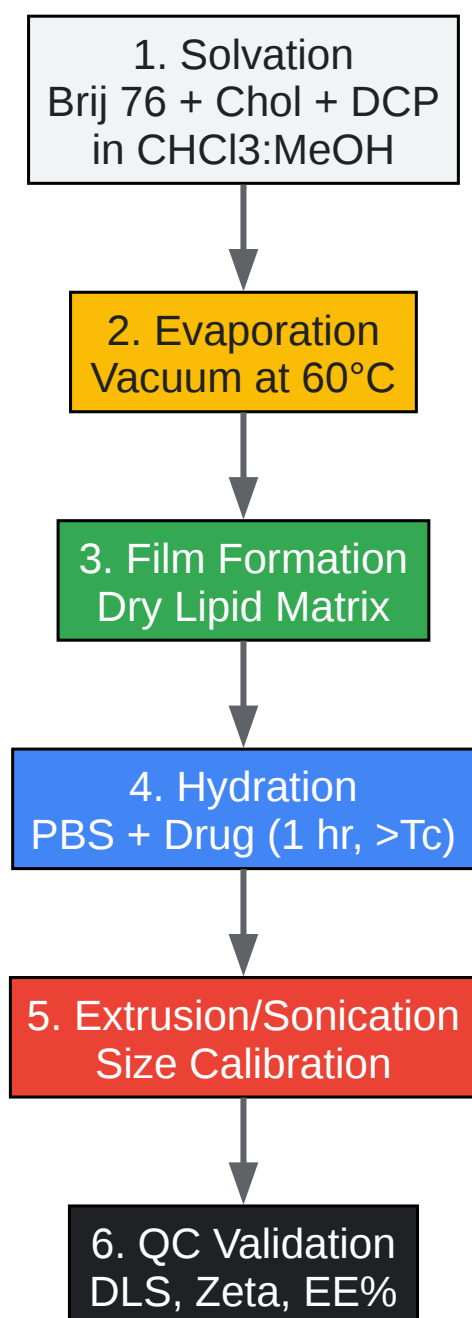 1. Solvation
Brij 76 + Chol + DCP
in CHCl3:MeOH
2. Evaporation
Vacuum at 60°C
3. Film Formation
Dry Lipid Matrix
4. Hydration
PBS + Drug (1 hr, >Tc)
5. Extrusion/Sonication
Size Calibration
6. QC Validation
DLS, Zeta, EE%